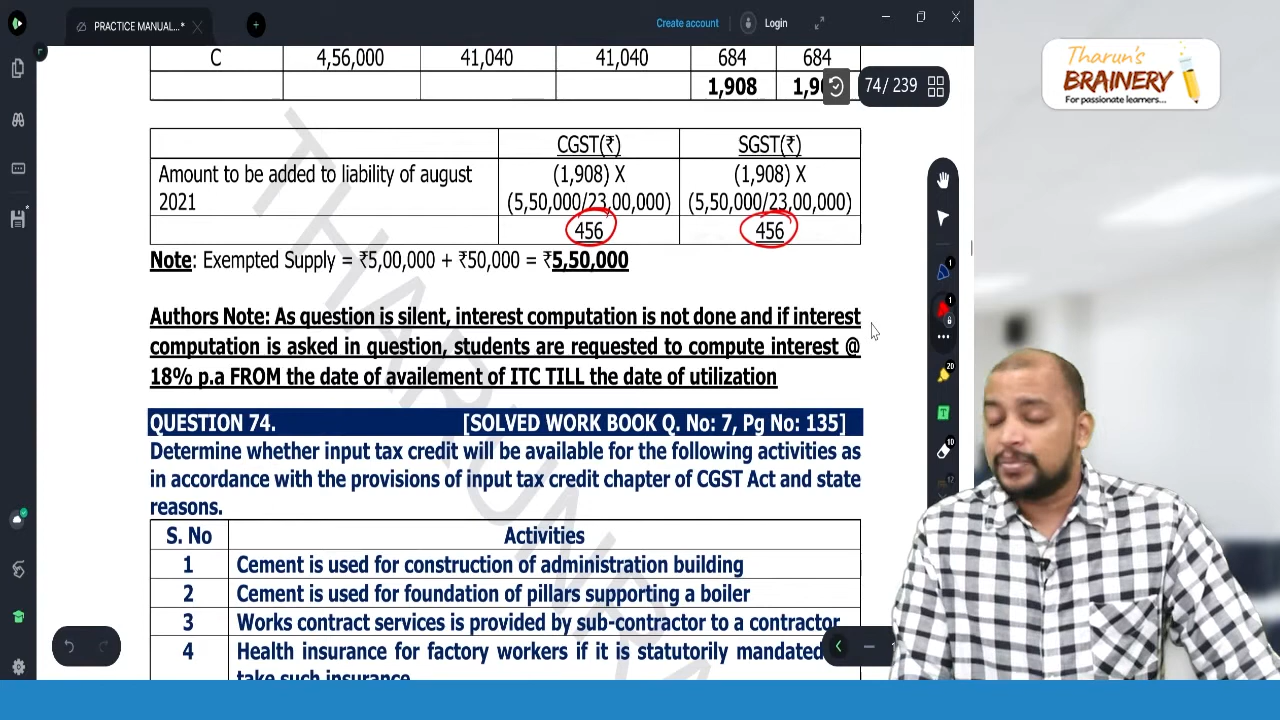 PRACTICE MANUAL...*
Create account
Login
Tharun's
BRAINERY
For passionate learners...
74 / 239
C 4,56,000 41,040 41,040 684 684
1,908
CGST(₹) SGST(₹)
Amount to be added to liability of august (1,908) X (1,908) X
2021 (5,50,000/23,00,000) (5,50,000/23,00,000)
456 456
Note: Exempted Supply = ₹5,00,000 + ₹50,000 = ₹5,50,000
Authors Note: As question is silent, interest computation is not done and if interest
computation is asked in question, students are requested to compute interest @
18% p.a FROM the date of availement of ITC TILL the date of utilization
QUESTION 74. [SOLVED WORK BOOK Q. No: 7, Pg No: 135]
Determine whether input tax credit will be available for the following activities as
in accordance with the provisions of input tax credit chapter of CGST Act and state
reasons.
S. No Activities
1 Cement is used for construction of administration building
2 Cement is used for foundation of pillars supporting a boiler
3 Works contract services is provided by sub-contractor to a contractor
4 Health insurance for factory workers if it is statutorily mandated
take such insurance